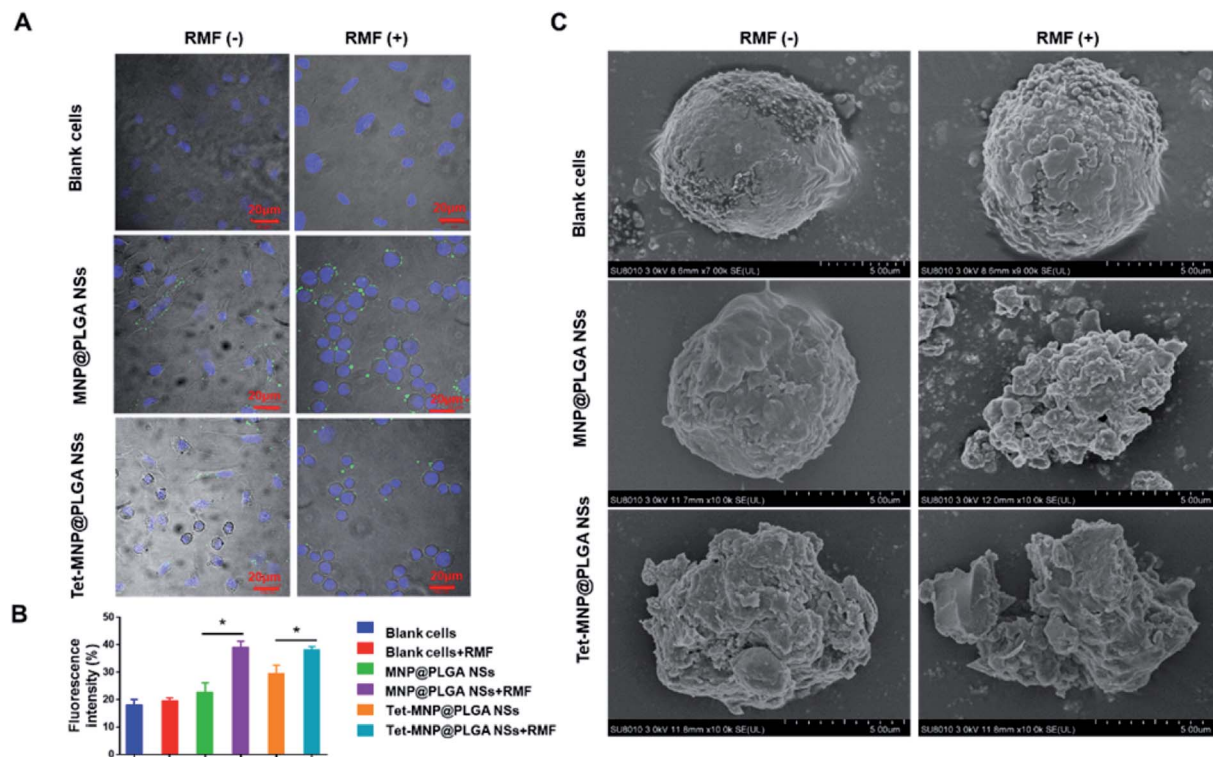 A
RMF (-)
RMF (+)
Blank cells
20μm
20μm
MNP@PLGA NSs
20μm
20μm
Tet-MNP@PLGA NSs
20μm
20μm
B
Fluorescence
intensity (%)
50
40
30
20
10
0
*
*
Blank cells
Blank cells+RMF
MNP@PLGA NSs
MNP@PLGA NSs+RMF
Tet-MNP@PLGA NSs
Tet-MNP@PLGA NSs+RMF
C
RMF (-)
RMF (+)
Blank cells
SU8010 3.0kV 8.6mm x7.00k SE(UL) 5.00um
SU8010 3.0kV 8.6mm x9.00k SE(UL) 5.00um
MNP@PLGA NSs
SU8010 3.0kV 11.7mm x10.0k SE(UL) 5.00um
SU8010 3.0kV 12.0mm x10.0k SE(UL) 5.00um
Tet-MNP@PLGA NSs
SU8010 3.0kV 11.6mm x10.0k SE(UL) 5.00um
SU8010 3.0kV 11.8mm x10.0k SE(UL) 5.00um